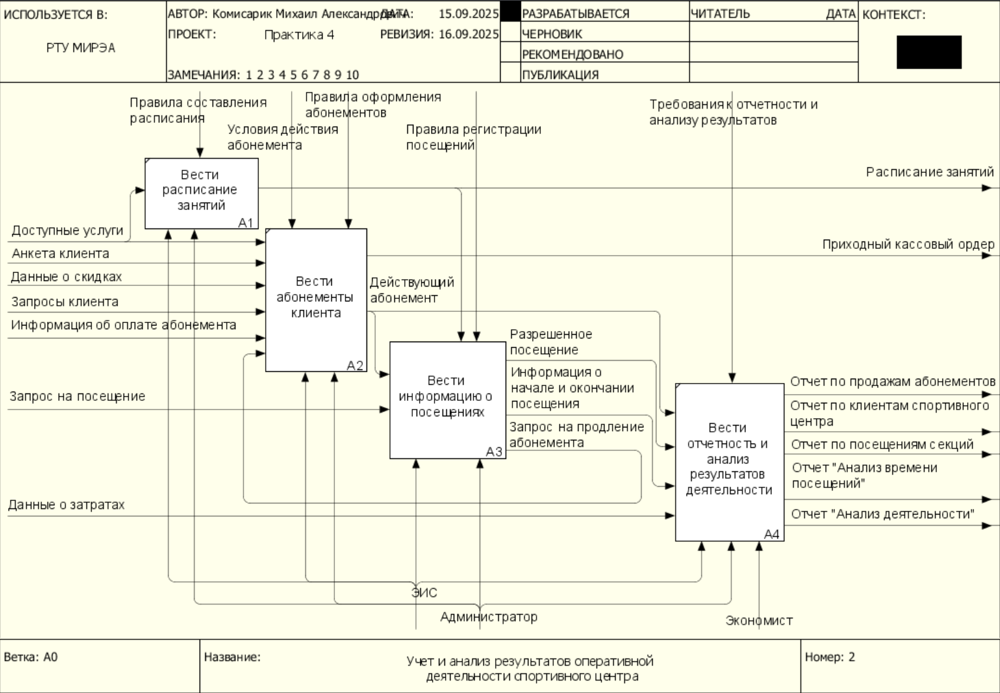 ИСПОЛЬЗУЕТСЯ В:
РТУ МИРЭА
АВТОР: Комисарик Михаил Александрович
ДАТА: 15.09.2025
ПРОЕКТ: Практика 4
РЕВИЗИЯ: 16.09.2025
ЗАМЕЧАНИЯ: 1 2 3 4 5 6 7 8 9 10
РАЗРАБАТЫВАЕТСЯ
ЧЕРНОВИК
РЕКОМЕНДОВАНО
ПУБЛИКАЦИЯ
ЧИТАТЕЛЬ ДАТА
КОНТЕКСТ:
Правила составления
расписания
Условия действия
абонемента
Правила оформления
абонементов
Правила регистрации
посещений
Требования к отчетности и
анализу результатов
Вести
расписание
занятий
A1
Расписание занятий
Доступные услуги
Анкета клиента
Данные о скидках
Запросы клиента
Информация об оплате абонемента
Вести
абонементы
клиента
A2
Приходный кассовый ордер
Действующий
абонемент
Запрос на посещение
Вести
информацию о
посещениях
A3
Разрешенное
посещение
Информация о
начале и окончании
посещения
Запрос на продление
абонемента
Данные о затратах
Вести
отчетность и
анализ
результатов
деятельности
A4
Отчет по продажам абонементов
Отчет по клиентам спортивного
центра
Отчет по посещениям секций
Отчет "Анализ времени
посещений"
Отчет "Анализ деятельности"
ЭИС
Администратор
Экономист
Ветка: A0
Название:
Учет и анализ результатов оперативной
деятельности спортивного центра
Номер: 2